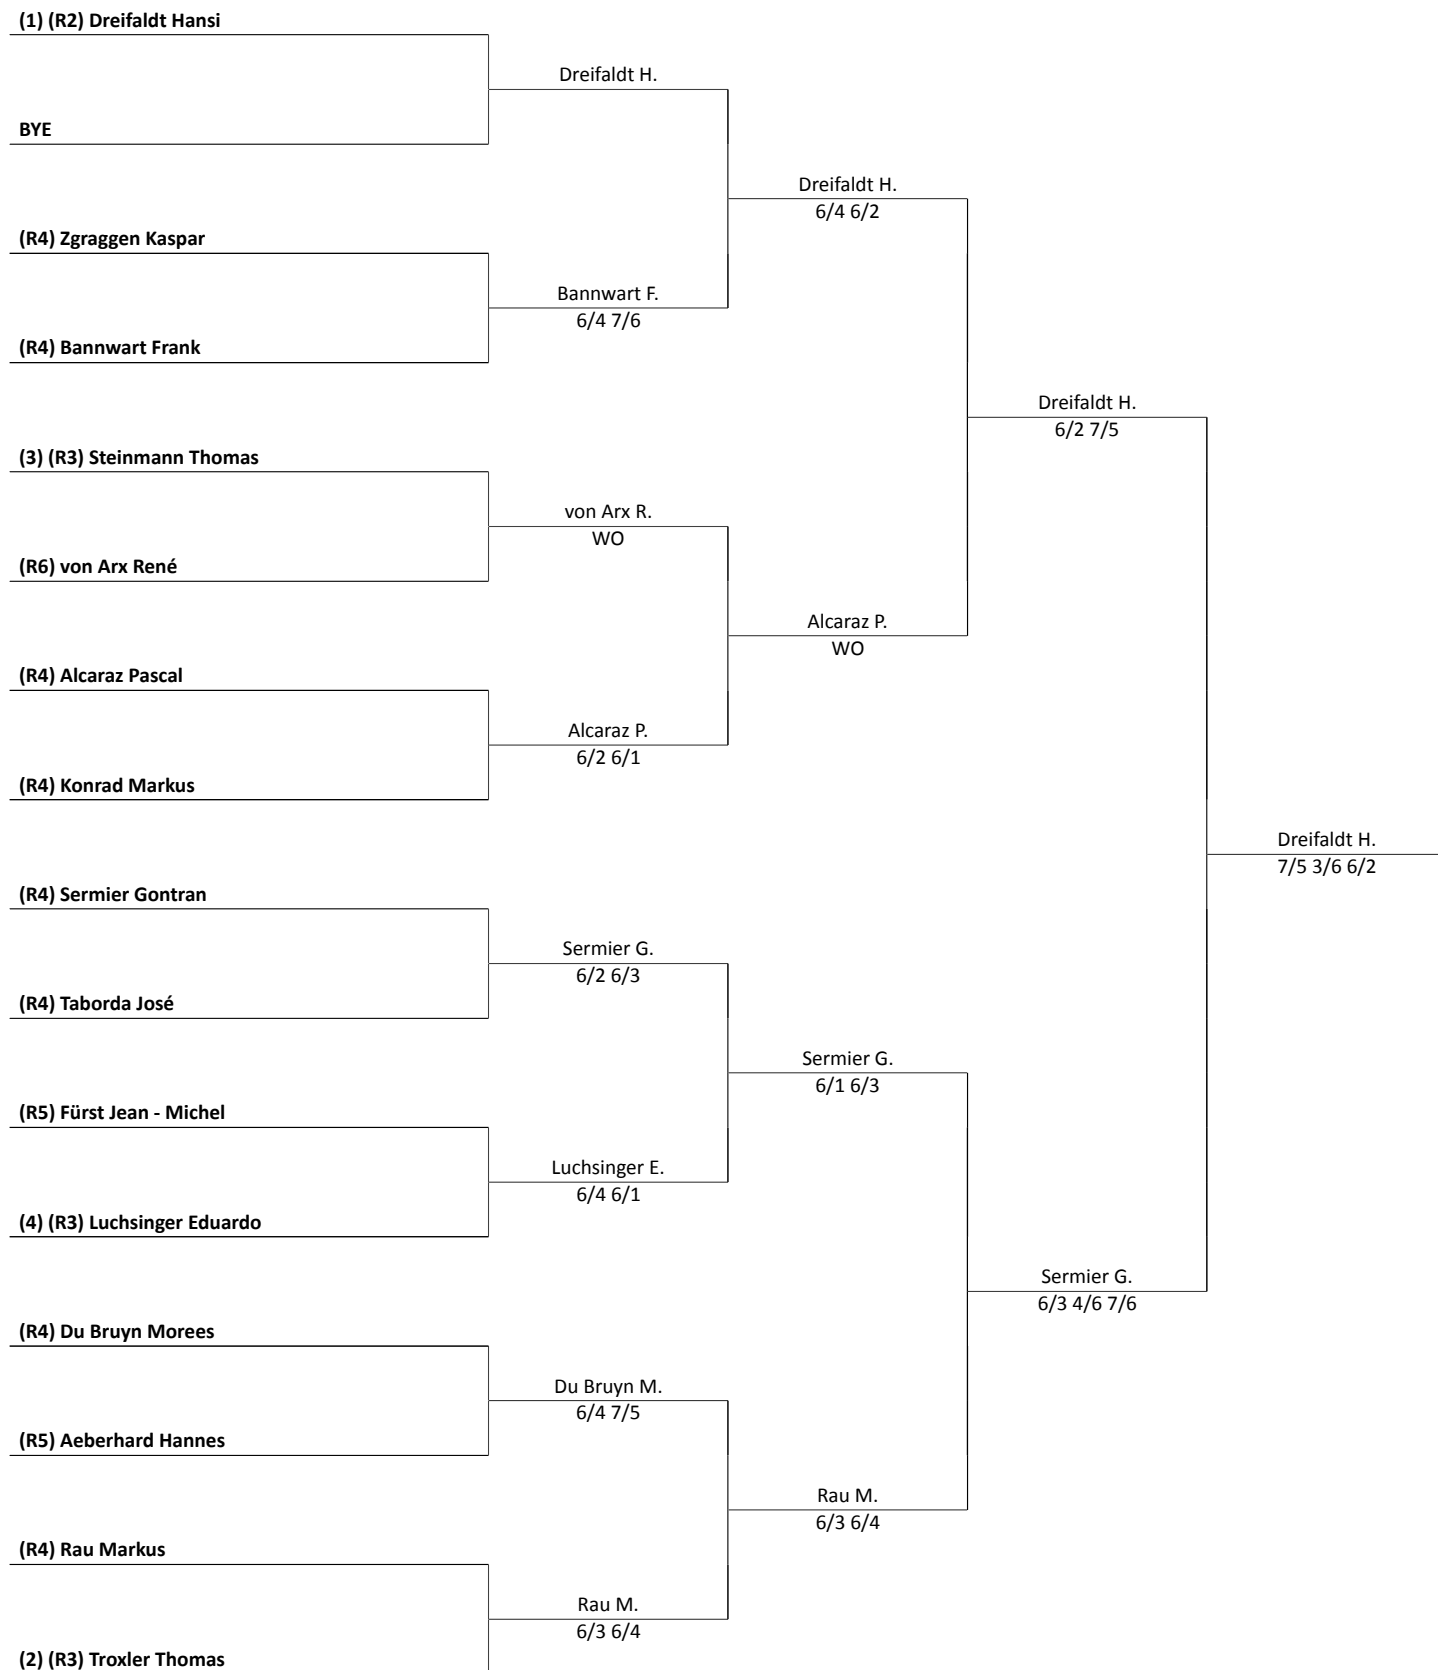 (1) (R2) Dreifaldt Hansi
Dreifaldt H.
BYE
Dreifaldt H.
6/4 6/2
(R4) Zgraggen Kaspar
Bannwart F.
6/4 7/6
(R4) Bannwart Frank
Dreifaldt H.
6/2 7/5
(3) (R3) Steinmann Thomas
von Arx R.
WO
(R6) von Arx René
Alcaraz P.
WO
(R4) Alcaraz Pascal
Alcaraz P.
6/2 6/1
(R4) Konrad Markus
Dreifaldt H.
7/5 3/6 6/2
(R4) Sermier Gontran
Sermier G.
6/2 6/3
(R4) Taborda José
Sermier G.
6/1 6/3
(R5) Fürst Jean - Michel
Luchsinger E.
6/4 6/1
(4) (R3) Luchsinger Eduardo
Sermier G.
6/3 4/6 7/6
(R4) Du Bruyn Morees
Du Bruyn M.
6/4 7/5
(R5) Aeberhard Hannes
Rau M.
6/3 6/4
(R4) Rau Markus
Rau M.
6/3 6/4
(2) (R3) Troxler Thomas